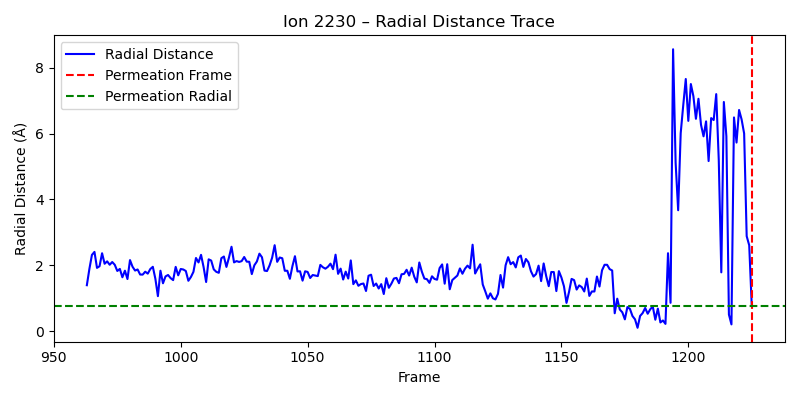 Ion 2230 – Radial Distance Trace
Radial Distance
Permeation Frame
Permeation Radial
Radial Distance (Å)
8
6
4
2
0
950
1000
1050
1100
1150
1200
Frame